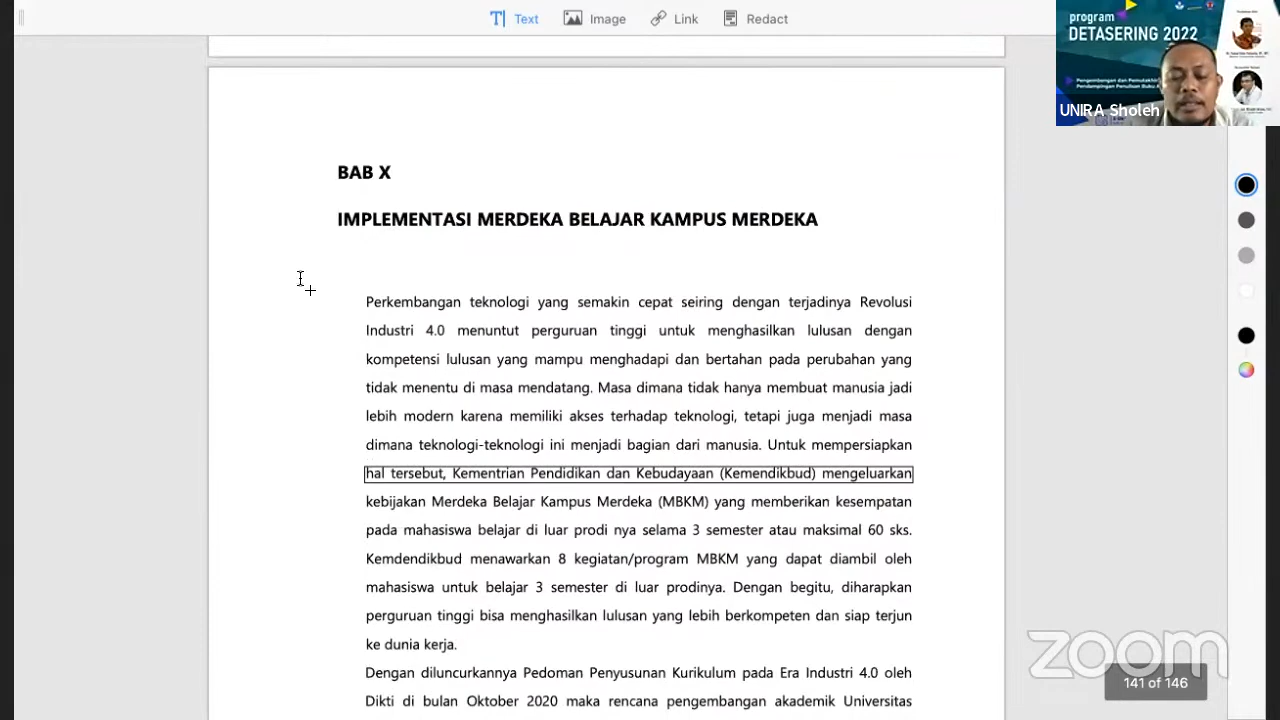 Text
Image
Link
Redact
program
DETASERING 2022
UNIRA Sholeh
BAB X
IMPLEMENTASI MERDEKA BELAJAR KAMPUS MERDEKA
Perkembangan teknologi yang semakin cepat seiring dengan terjadinya Revolusi
Industri 4.0 menuntut perguruan tinggi untuk menghasilkan lulusan dengan
kompetensi lulusan yang mampu menghadapi dan bertahan pada perubahan yang
tidak menentu di masa mendatang. Masa dimana tidak hanya membuat manusia jadi
lebih modern karena memiliki akses terhadap teknologi, tetapi juga menjadi masa
dimana teknologi-teknologi ini menjadi bagian dari manusia. Untuk mempersiapkan
hal tersebut, Kementrian Pendidikan dan Kebudayaan (Kemendikbud) mengeluarkan
kebijakan Merdeka Belajar Kampus Merdeka (MBKM) yang memberikan kesempatan
pada mahasiswa belajar di luar prodi nya selama 3 semester atau maksimal 60 sks.
Kemdendikbud menawarkan 8 kegiatan/program MBKM yang dapat diambil oleh
mahasiswa untuk belajar 3 semester di luar prodinya. Dengan begitu, diharapkan
perguruan tinggi bisa menghasilkan lulusan yang lebih berkompeten dan siap terjun
ke dunia kerja.
Dengan diluncurkannya Pedoman Penyusunan Kurikulum pada Era Industri 4.0 oleh
Dikti di bulan Oktober 2020 maka rencana pengembangan akademik Universitas
zoom
141 of 146